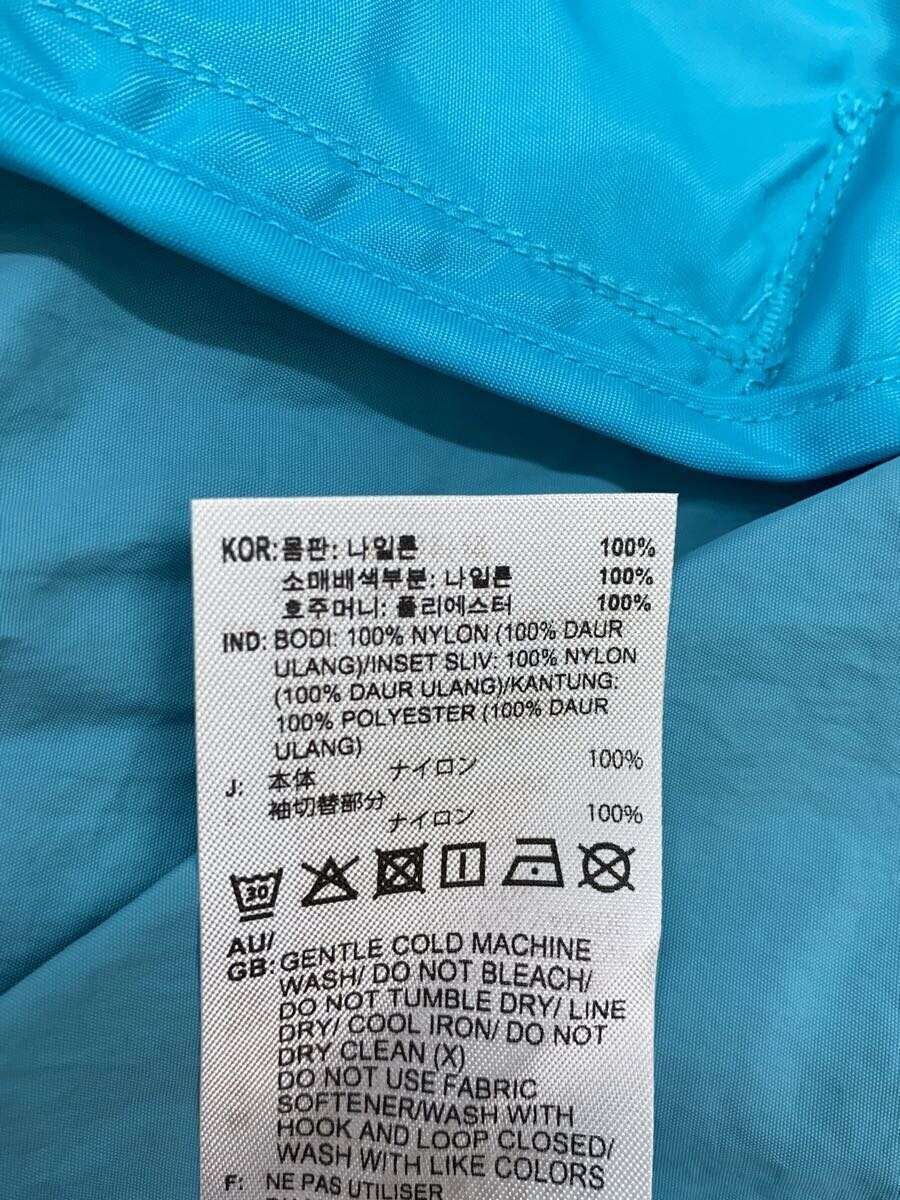 KOR: 몸판: 나일론 100%
소매배색부분: 나일론 100%
호주머니: 폴리에스터 100%
IND: BODI: 100% NYLON (100% DAUR
ULANG)/INSET SLIV: 100% NYLON
(100% DAUR ULANG)/KANTUNG:
100% POLYESTER (100% DAUR
ULANG)
J: 本体 ナイロン 100%
袖切替部分 ナイロン 100%
30
AU/
GB: GENTLE COLD MACHINE
WASH/ DO NOT BLEACH/
DO NOT TUMBLE DRY/ LINE
DRY/ COOL IRON/ DO NOT
DRY CLEAN (X)
DO NOT USE FABRIC
SOFTENER/WASH WITH
HOOK AND LOOP CLOSED/
WASH WITH LIKE COLORS
F: NE PAS UTILISER